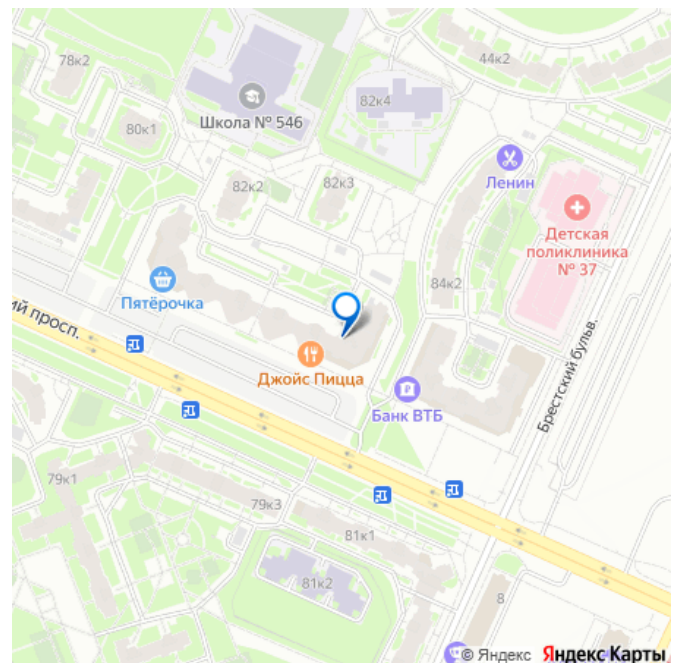 78к2
44к2
82к4
Школа № 546
80к1
Ленин
82к2
82к3
Детская
поликлиника
№ 37
84к2
Пятёрочка
ий просп.
Джойс Пицца
Банк ВТБ
Брестский бульв.
79к1
79к3
81к1
81к2
8
© Яндекс Яндекс Карты